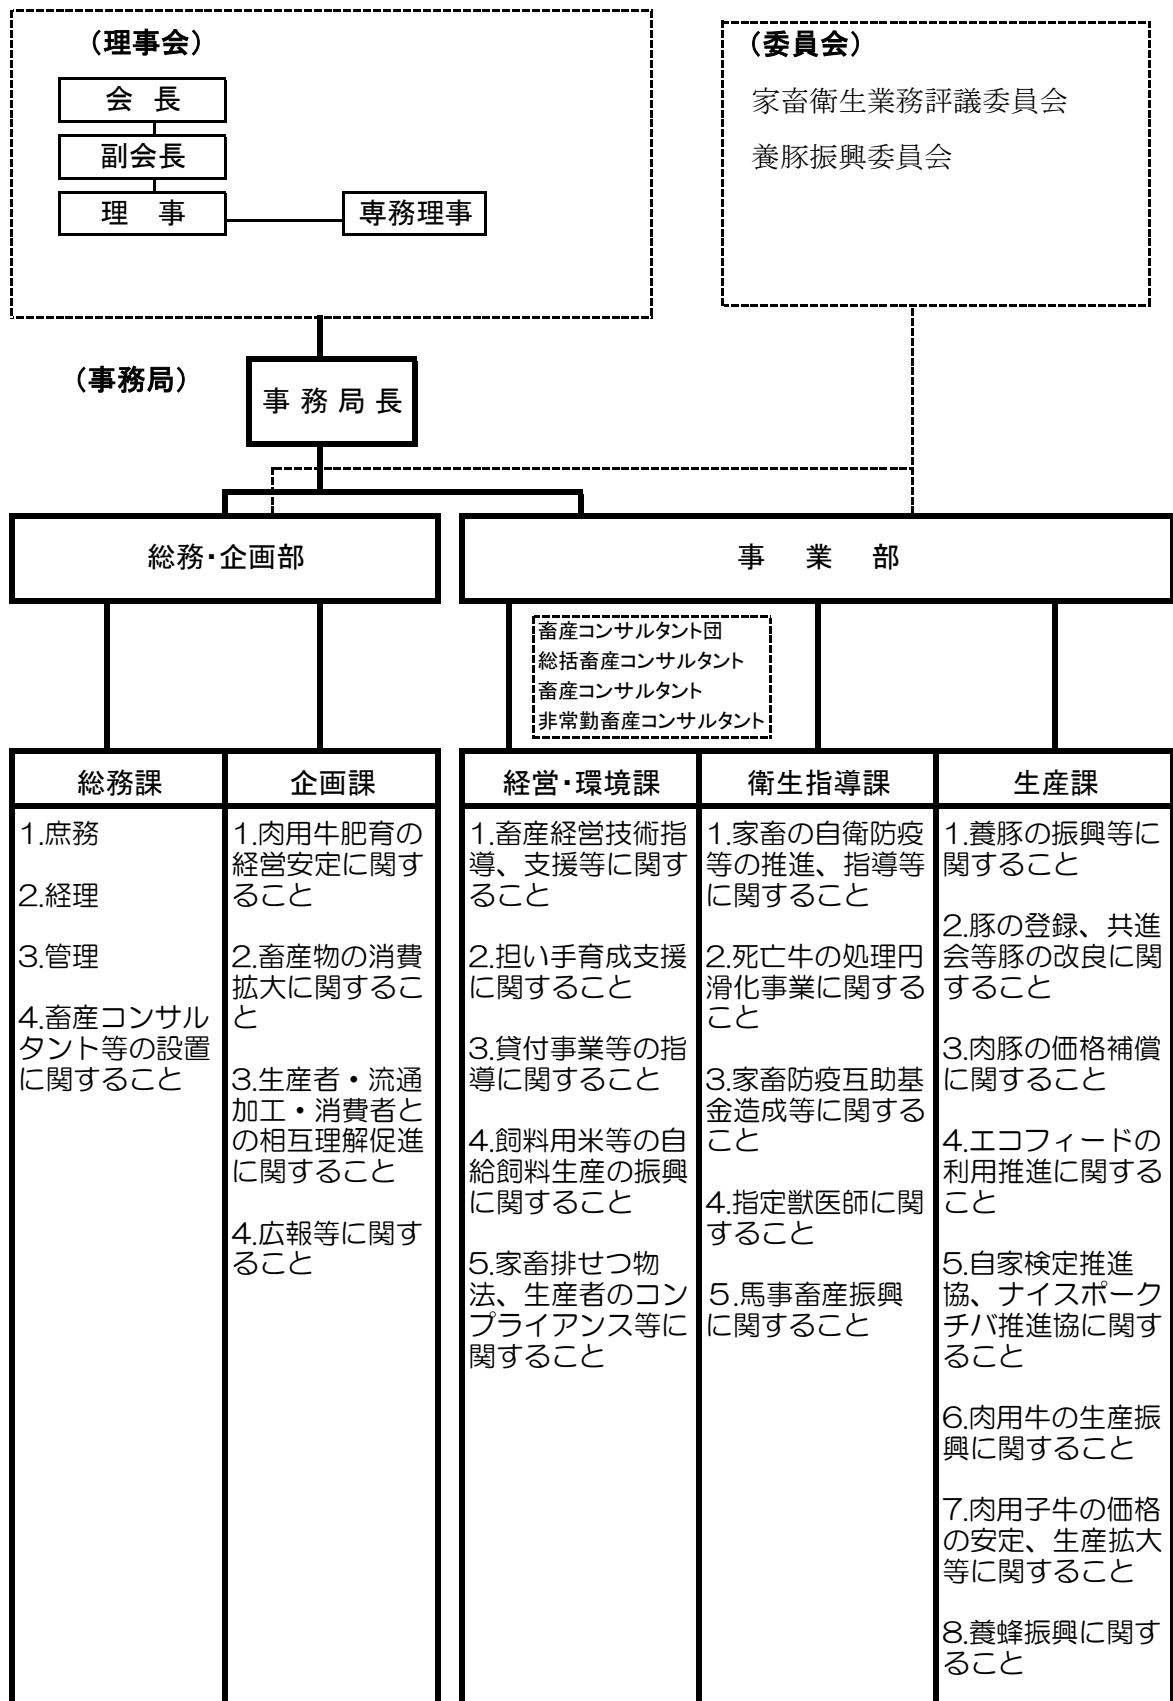 （理事会）
会 長
副会長
理 事
専務理事
（委員会）
家畜衛生業務評議委員会
養豚振興委員会
（事務局）
事務局長
総務・企画部
事 業 部
畜産コンサルタント団
総括畜産コンサルタント
畜産コンサルタント
非常勤畜産コンサルタント
総務課
1.庶務
2.経理
3.管理
4.畜産コンサル
タント等の設置
に関すること
企画課
1.肉用牛肥育の
経営安定に関す
ること
2.畜産物の消費
拡大に関するこ
と
3.生産者・流通
加工・消費者と
の相互理解促進
に関すること
4.広報等に関す
ること
経営・環境課
1.畜産経営技術指
導、支援等に関す
ること
2.担い手育成支援
に関すること
3.貸付事業等の指
導に関すること
4.飼料用米等の自
給飼料生産の振興
に関すること
5.家畜排せつ物
法、生産者のコン
プライアンス等に
関すること
衛生指導課
1.家畜の自衛防疫
等の推進、指導等
に関すること
2.死亡牛の処理円
滑化事業に関する
こと
3.家畜防疫互助基
金造成等に関する
こと
4.指定獣医師に関
すること
５.馬事畜産振興
に関すること
生産課
1.養豚の振興等に
関すること
2.豚の登録、共進
会等豚の改良に関
すること
3.肉豚の価格補償
に関すること
4.エコフィードの
利用推進に関する
こと
5.自家検定推進
協、ナイスポーク
チバ推進協に関す
ること
6.肉用牛の生産振
興に関すること
7.肉用子牛の価格
の安定、生産拡大
等に関すること
8.養蜂振興に関す
ること